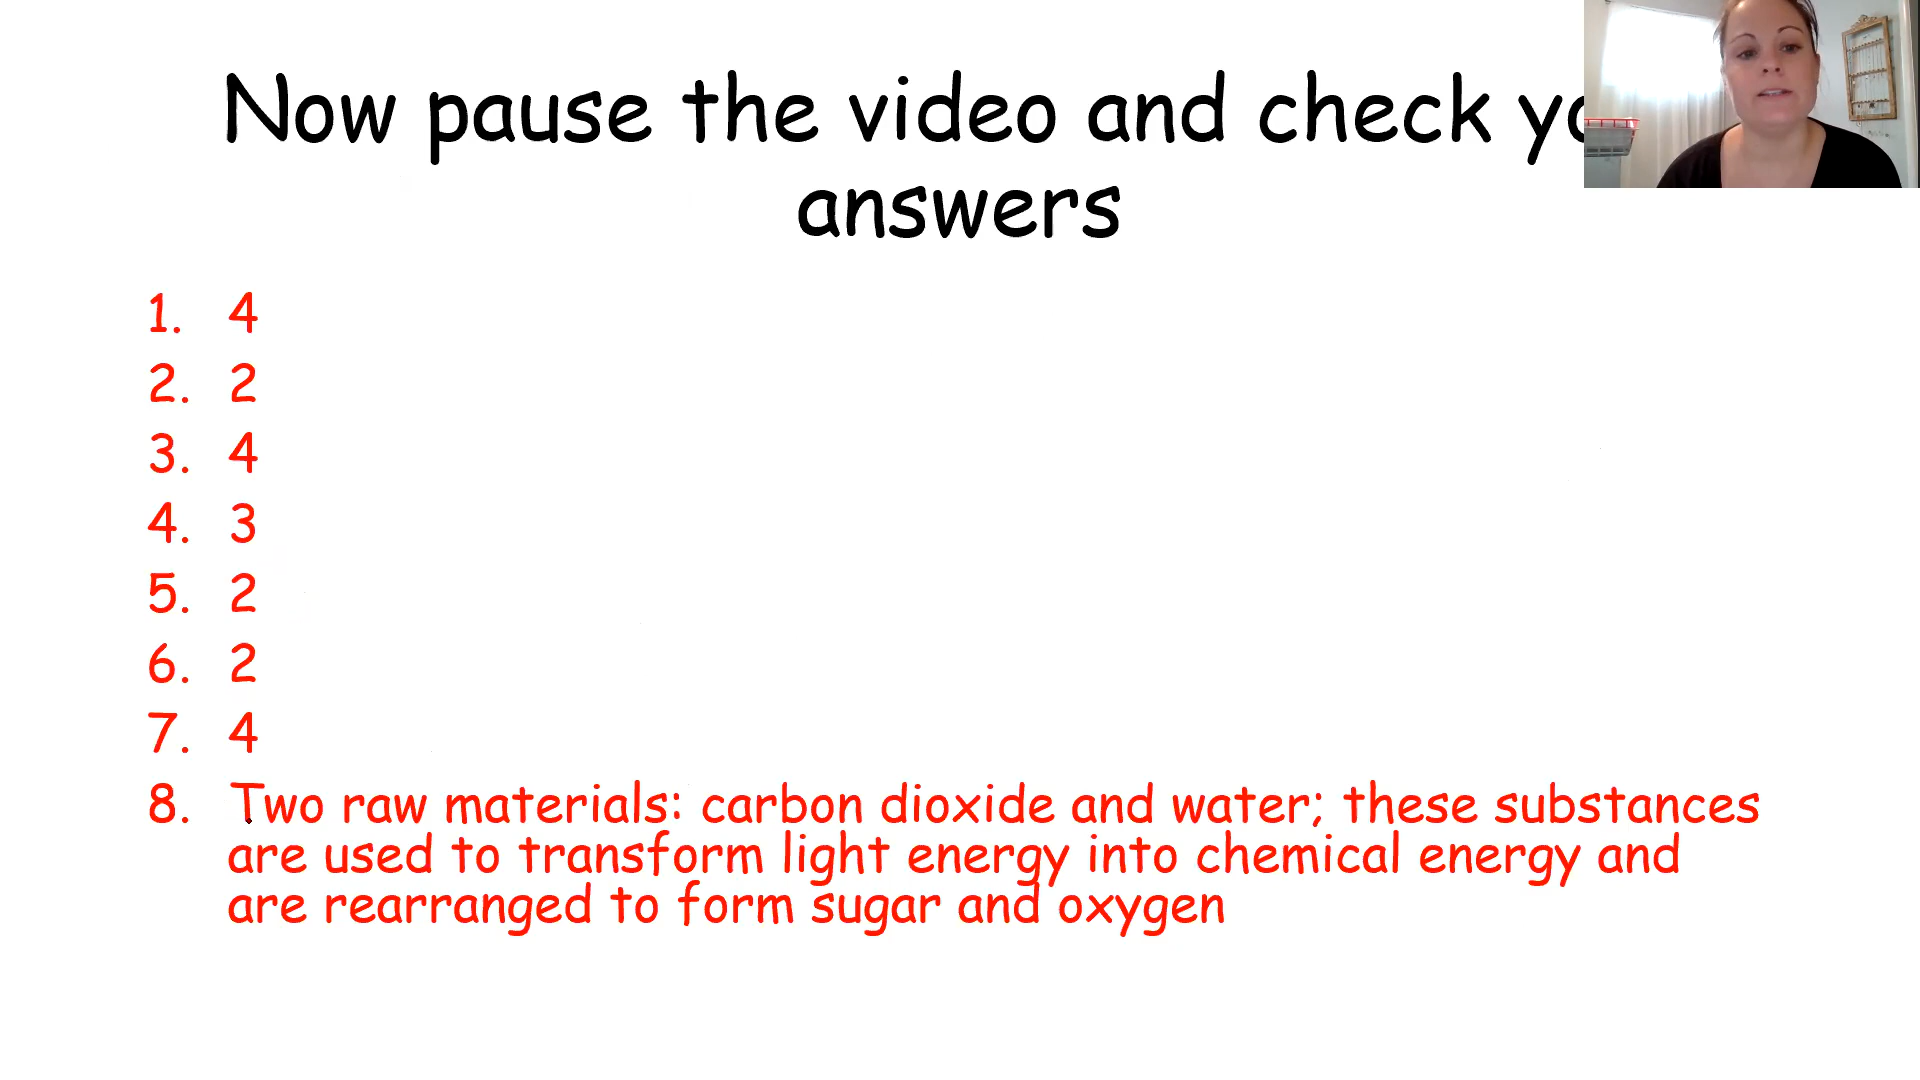 Now pause the video and check
answers
1. 4
2. 2
3. 4
4. 3
5. 2
6. 2
7. 4
8. Two raw materials: carbon dioxide and water; these substances
are used to transform light energy into chemical energy and
are rearranged to form sugar and oxygen